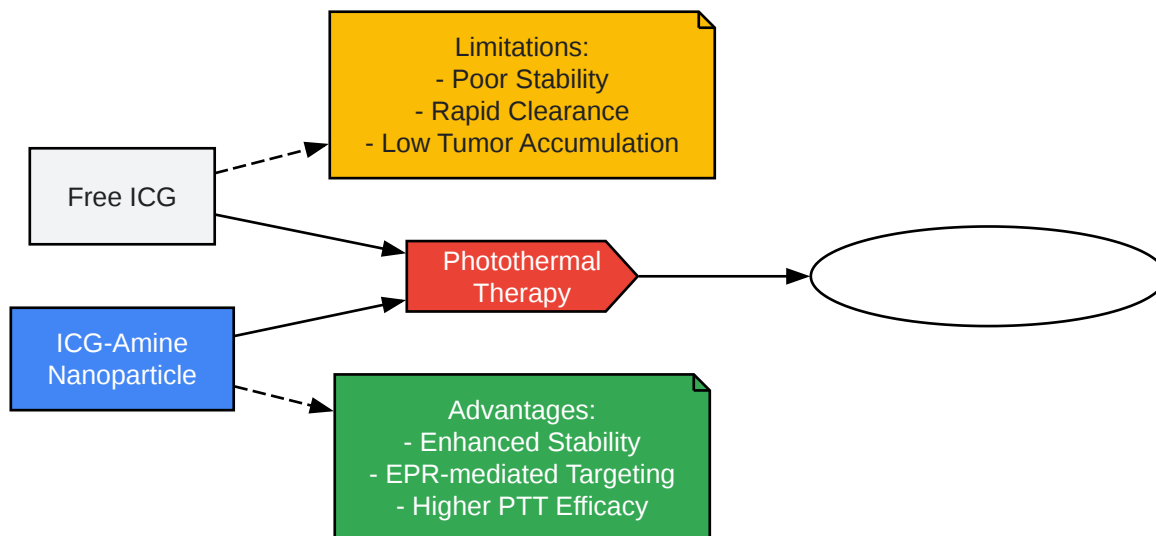 Limitations:
- Poor Stability
- Rapid Clearance
- Low Tumor Accumulation
Free ICG
Photothermal
Therapy
ICG-Amine
Nanoparticle
Advantages:
- Enhanced Stability
- EPR-mediated Targeting
- Higher PTT Efficacy